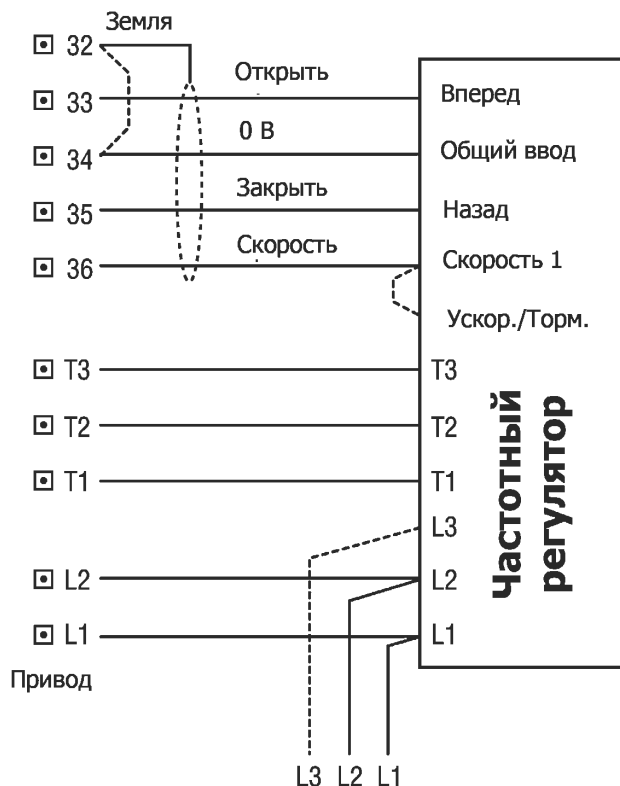 Земля
32
Открыть
33
Вперед
0 В
34
Общий ввод
Закрыть
35
Назад
Скорость
36
Скорость 1
Ускор./Торм.
T3
T3
T2
T2
T1
T1
L3
L2
L2
L1
L1
Частотный
регулятор
Привод
L3 L2 L1